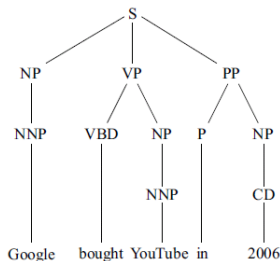 S
NP VP PP
NNP VBD NP P NP
NNP CD
Google bought YouTube in 2006